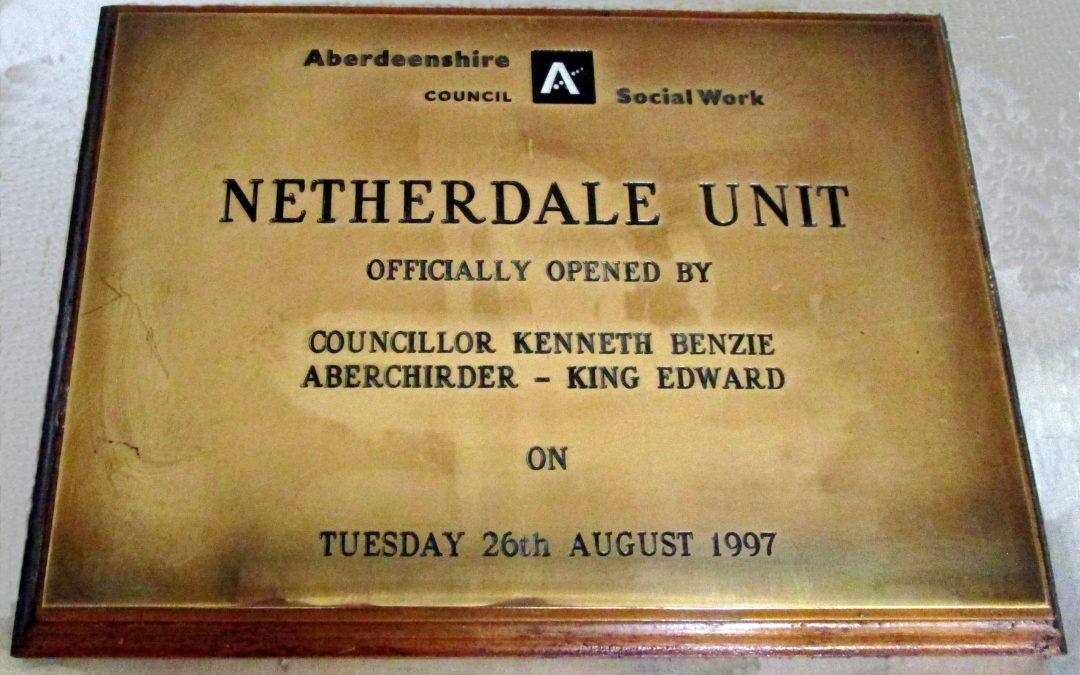 Aberdeenshire
COUNCIL
A
Social Work
NETHERDALE UNIT
OFFICIALLY OPENED BY
COUNCILLOR KENNETH BENZIE
ABERCHIRDER – KING EDWARD
ON
TUESDAY 26th AUGUST 1997